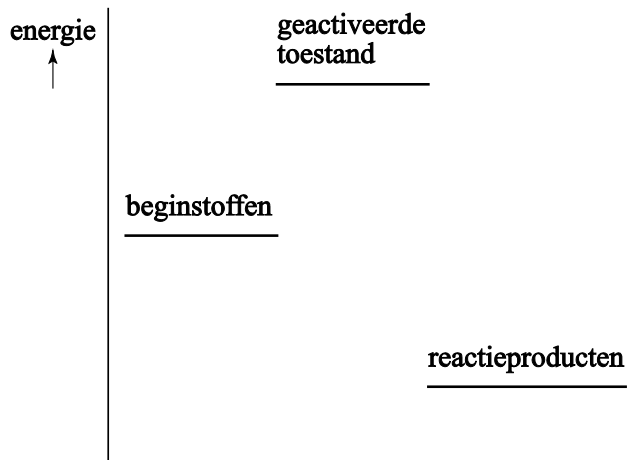 energie
geactiveerde
toestand
beginstoffen
reactieproducten